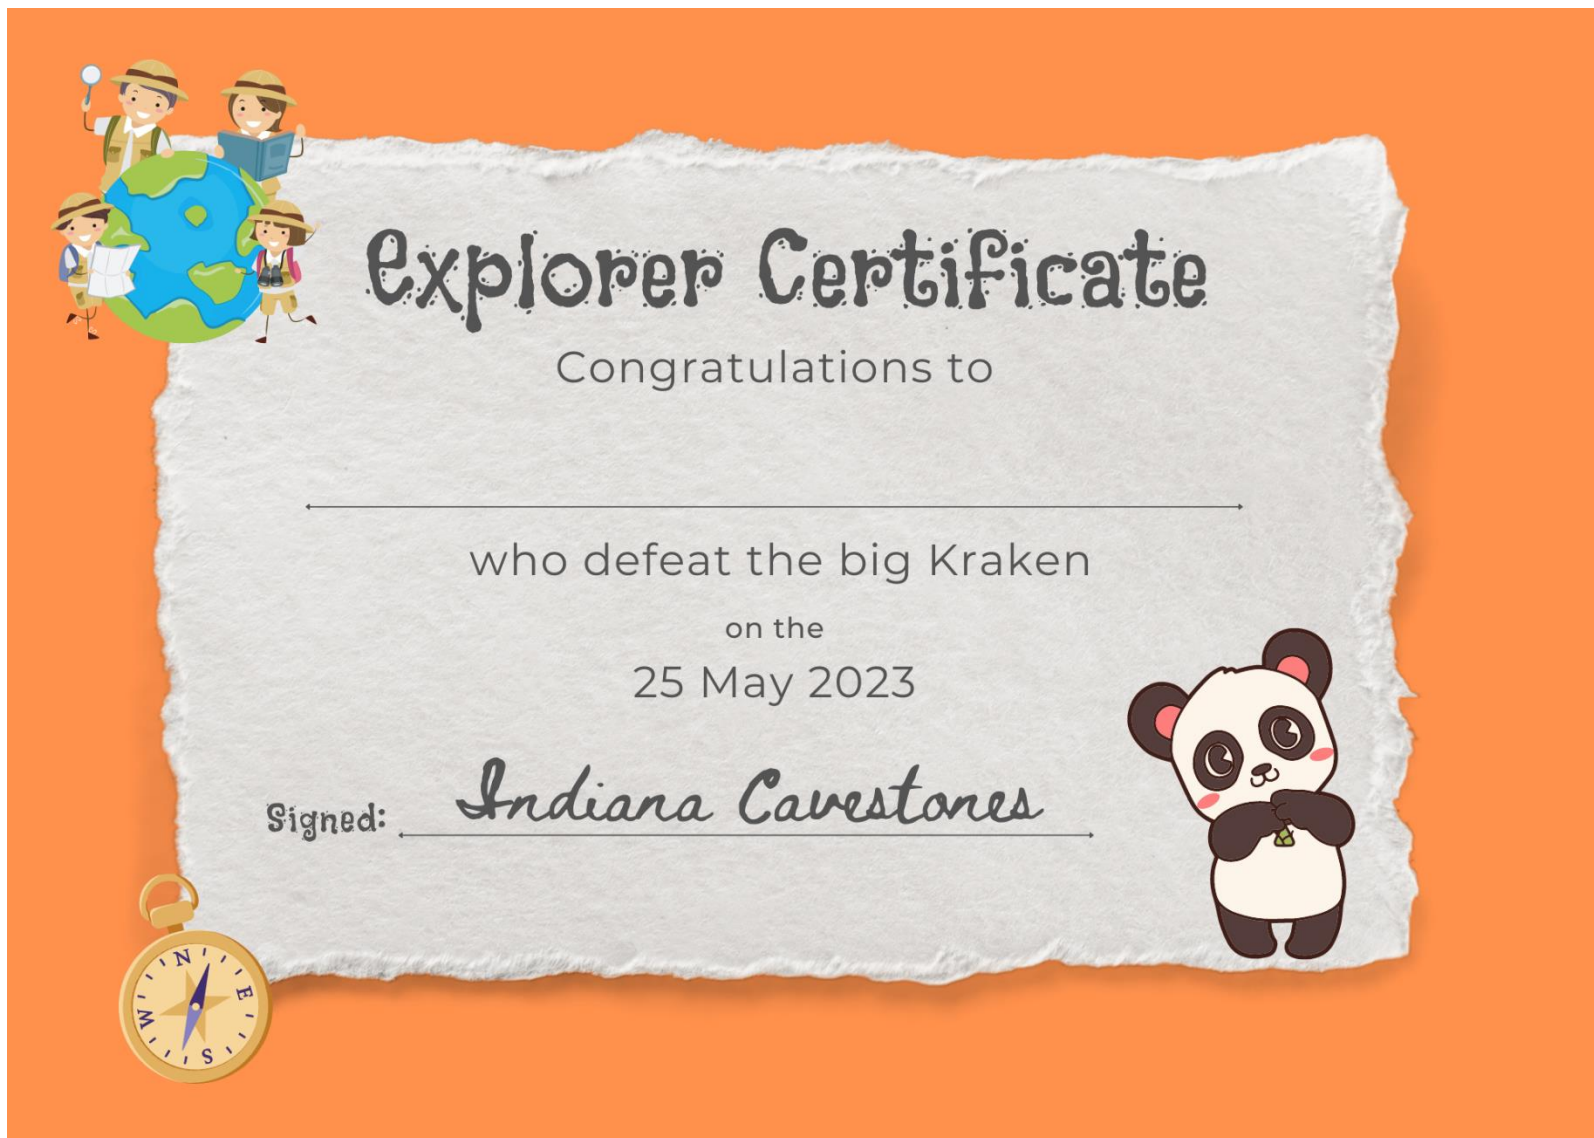 Explorer Certificate
Congratulations to
who defeat the big Kraken
on the
25 May 2023
Signed: Indiana Cavestones
N
E
S
W